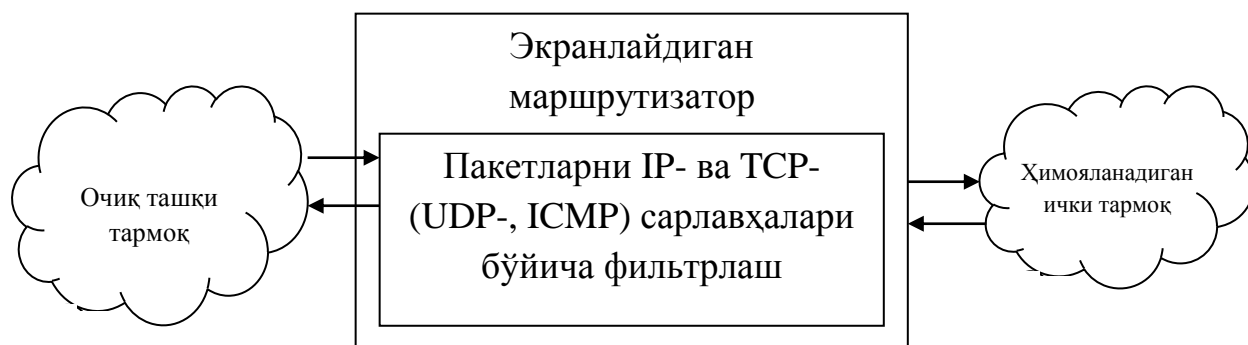 Экранлайдиган
маршрутизатор
Очиқ ташқи
тармоқ
Пакетларни IP- ва TCP-
(UDP-, ICMP) сарлавҳалари
бўйича фильтрлаш
Ҳимояланадиган
ички тармоқ